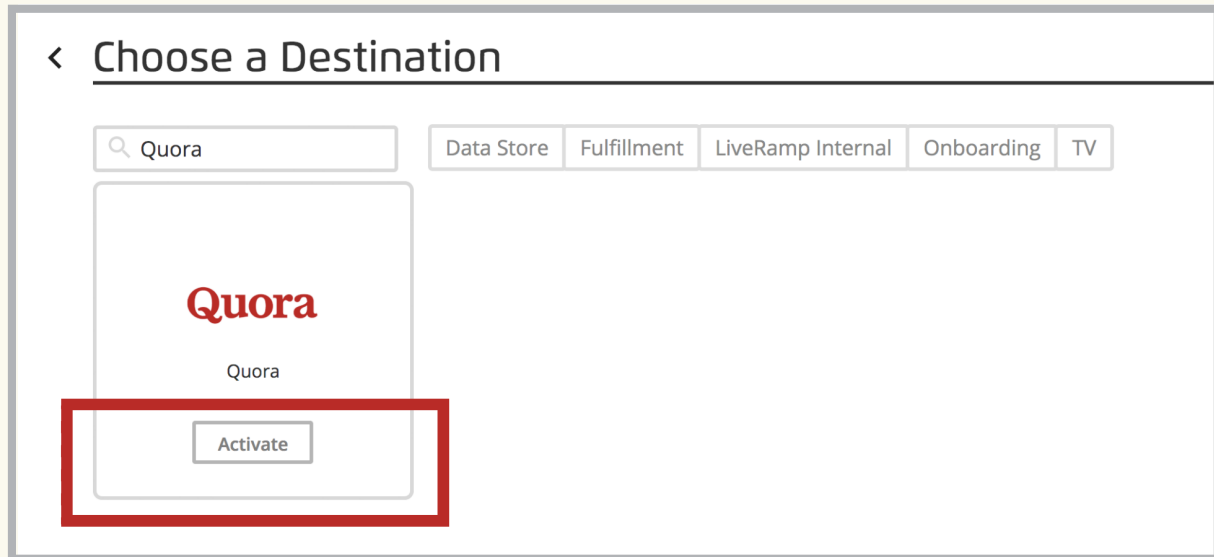 Choose a Destination
Quora
Data Store Fulfillment LiveRamp Internal Onboarding TV
Quora
Quora
Activate